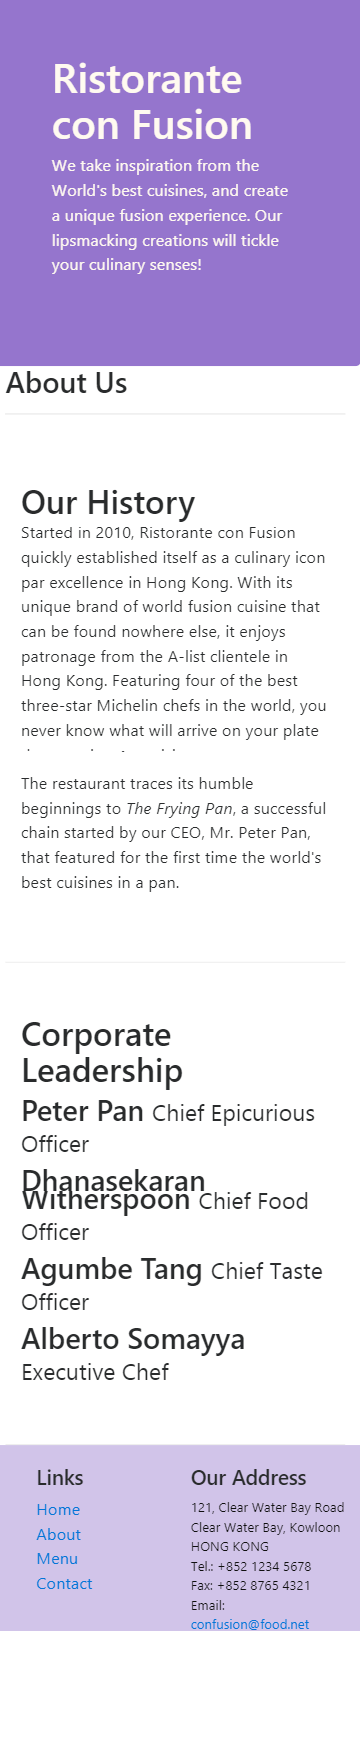 Ristorante
con Fusion
We take inspiration from the
World's best cuisines, and create
a unique fusion experience. Our
lipsmacking creations will tickle
your culinary senses!
About Us
Our History
Started in 2010, Ristorante con Fusion
quickly established itself as a culinary icon
par excellence in Hong Kong. With its
unique brand of world fusion cuisine that
can be found nowhere else, it enjoys
patronage from the A-list clientele in
Hong Kong. Featuring four of the best
three-star Michelin chefs in the world, you
never know what will arrive on your plate
The restaurant traces its humble
beginnings to The Frying Pan, a successful
chain started by our CEO, Mr. Peter Pan,
that featured for the first time the world's
best cuisines in a pan.
Corporate
Leadership
Peter Pan Chief Epicurious
Officer
Dhanasekaran
Witherspoon Chief Food
Officer
Agumbe Tang Chief Taste
Officer
Alberto Somayya
Executive Chef
Links
Home
About
Menu
Contact
Our Address
121, Clear Water Bay Road
Clear Water Bay, Kowloon
HONG KONG
Tel.: +852 1234 5678
Fax: +852 8765 4321
Email:
confusion@food.net